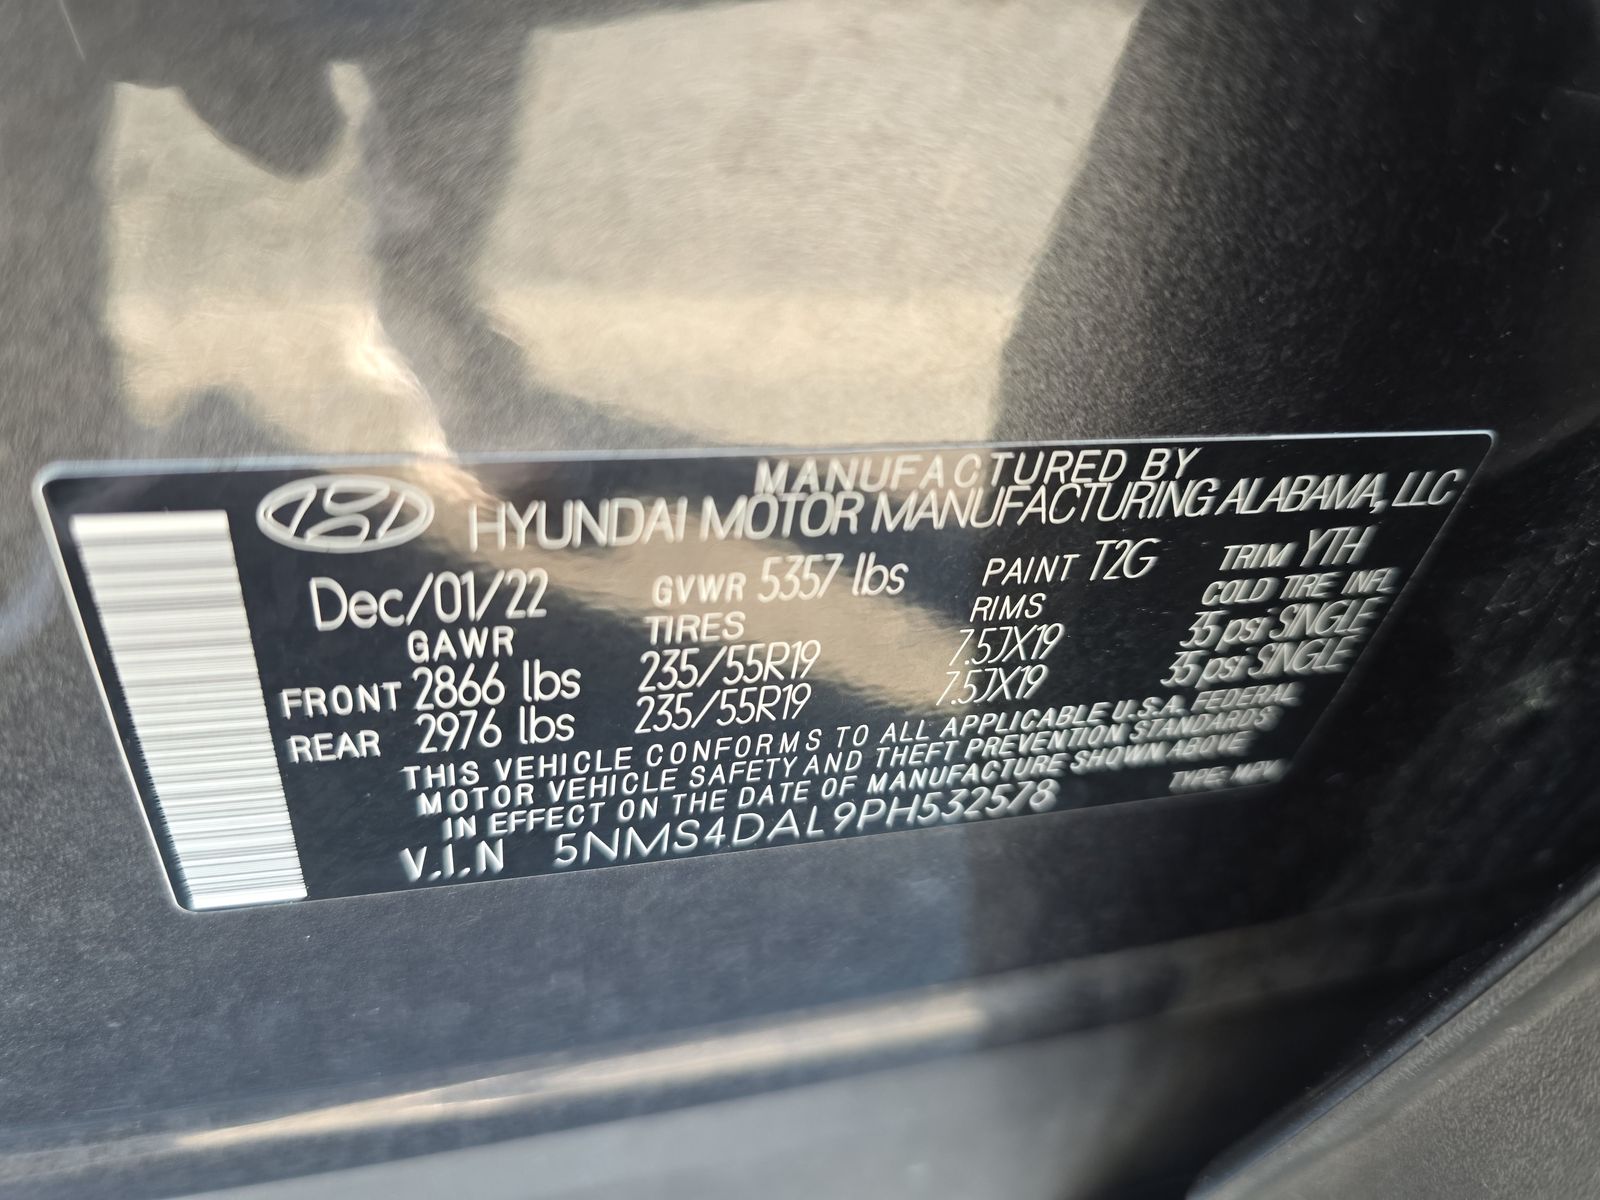 MANUFACTURED BY
HYUNDAI MOTOR MANUFACTURING ALABAMA, LLC
Dec/01/22 GVWR 5357 lbs PAINT T2G TRIM YTH
GAWR TIRES RIMS COLD TIRE INFL
FRONT 2866 lbs 235/55R19 7.5JX19 35 psi SINGLE
REAR 2976 lbs 235/55R19 7.5JX19 35 psi SINGLE
THIS VEHICLE CONFORMS TO ALL APPLICABLE U.S.A. FEDERAL
MOTOR VEHICLE SAFETY AND THEFT PREVENTION STANDARDS
IN EFFECT ON THE DATE OF MANUFACTURE SHOWN ABOVE
V.I.N 5NMS4DAL9PH532578 TYPE: MPV